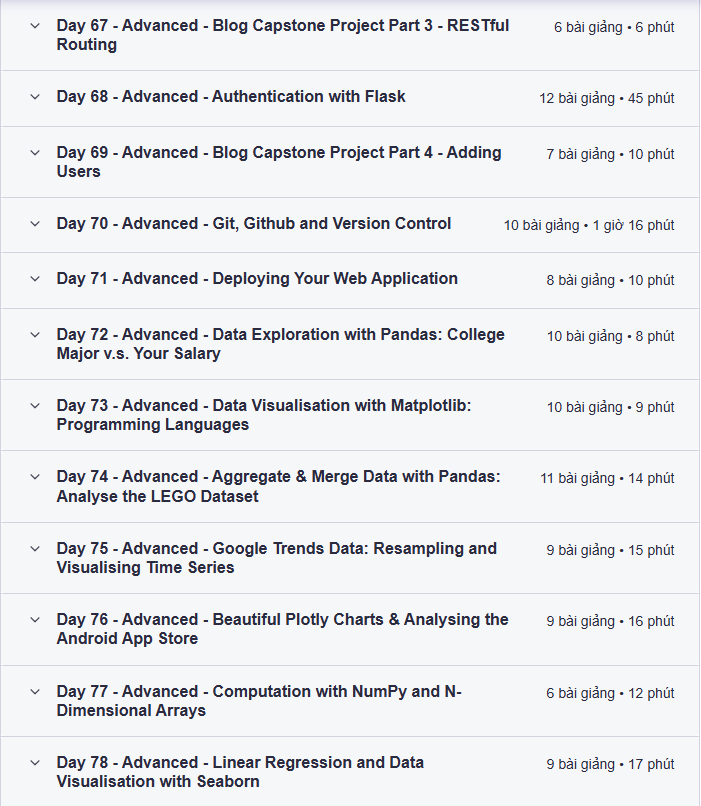 Day 67 - Advanced - Blog Capstone Project Part 3 - RESTful
Routing
6 bài giảng • 6 phút
Day 68 - Advanced - Authentication with Flask
12 bài giảng • 45 phút
Day 69 - Advanced - Blog Capstone Project Part 4 - Adding
Users
7 bài giảng • 10 phút
Day 70 - Advanced - Git, Github and Version Control
10 bài giảng • 1 giờ 16 phút
Day 71 - Advanced - Deploying Your Web Application
8 bài giảng • 10 phút
Day 72 - Advanced - Data Exploration with Pandas: College
Major v.s. Your Salary
10 bài giảng • 8 phút
Day 73 - Advanced - Data Visualisation with Matplotlib:
Programming Languages
10 bài giảng • 9 phút
Day 74 - Advanced - Aggregate & Merge Data with Pandas:
Analyse the LEGO Dataset
11 bài giảng • 14 phút
Day 75 - Advanced - Google Trends Data: Resampling and
Visualising Time Series
9 bài giảng • 15 phút
Day 76 - Advanced - Beautiful Plotly Charts & Analysing the
Android App Store
9 bài giảng • 16 phút
Day 77 - Advanced - Computation with NumPy and N-
Dimensional Arrays
6 bài giảng • 12 phút
Day 78 - Advanced - Linear Regression and Data
Visualisation with Seaborn
9 bài giảng • 17 phút